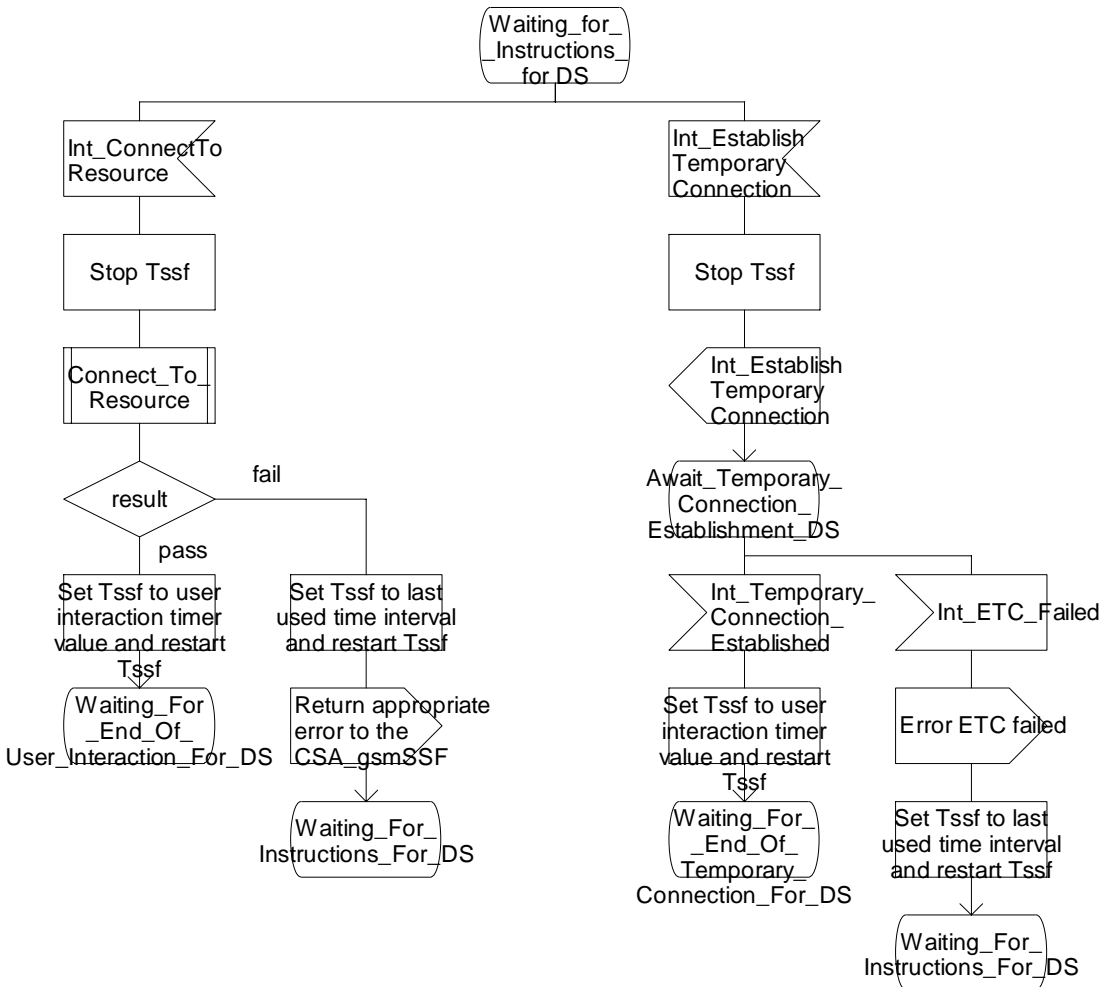 Waiting_for_
_Instructions_
for DS
Int_ConnectTo
Resource
Stop Tssf
Connect_To_
Resource
result
fail
pass
Set Tssf to user
interaction timer
value and restart
Tssf
Waiting_For
_End_Of_
User_Interaction_For_DS
Set Tssf to last
used time interval
and restart Tssf
Return appropriate
error to the
CSA_gsmSSF
Waiting_For_
Instructions_For_DS
Int_Establish
Temporary
Connection
Stop Tssf
Int_Establish
Temporary
Connection
Await_Temporary_
Connection_
Establishment_DS
Int_Temporary_
Connection_
Established
Set Tssf to user
interaction timer
value and restart
Tssf
Waiting_For_
_End_Of_
Temporary_
Connection_For_DS
Int_ETC_Failed
Error ETC failed
Set Tssf to last
used time interval
and restart Tssf
Waiting_For_
Instructions_For_DS